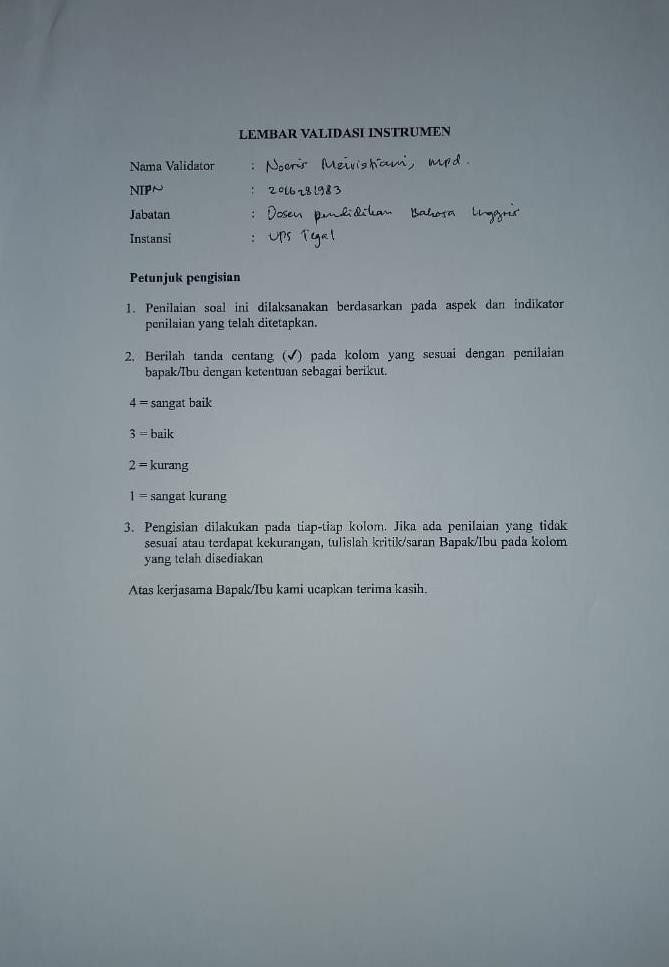 LEMBAR VALIDASI INSTRUMEN
Nama Validator : Noeris Meivistiani, MPd.
NIPN : 2016281983
Jabatan : Dosen pendidikan Bahasa Inggris
Instansi : UPS Tegal
Petunjuk pengisian
1. Penilaian soal ini dilaksanakan berdasarkan pada aspek dan indikator
penilaian yang telah ditetapkan.
2. Berilah tanda centang (✓) pada kolom yang sesuai dengan penilaian
bapak/Ibu dengan ketentuan sebagai berikut.
4 = sangat baik
3 = baik
2 = kurang
1 = sangat kurang
3. Pengisian dilakukan pada tiap-tiap kolom. Jika ada penilaian yang tidak
sesuai atau terdapat kekurangan, tulislah kritik/saran Bapak/Ibu pada kolom
yang telah disediakan
Atas kerjasama Bapak/Ibu kami ucapkan terima kasih.